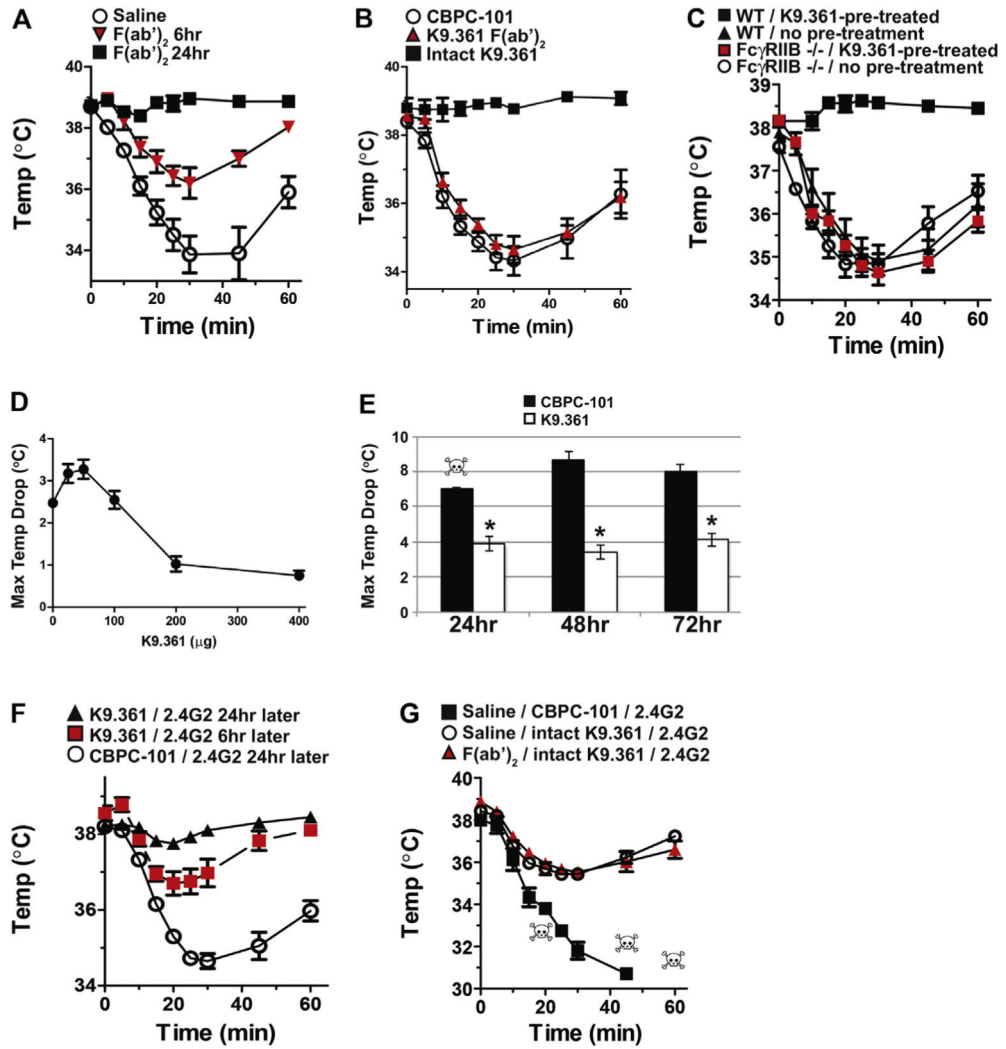 A
Saline
F(ab')2 6hr
F(ab')2 24hr
40
38
36
34
0 20 40 60
Temp (°C)
Time (min)
B
CBPC-101
K9.361 F(ab')2
Intact K9.361
40
38
36
34
0 20 40 60
Temp (°C)
Time (min)
C
WT / K9.361-pre-treated
WT / no pre-treatment
FcγRIIB -/- / K9.361-pre-treated
FcγRIIB -/- / no pre-treatment
39
38
37
36
35
34
0 20 40 60
Temp (°C)
Time (min)
D
4
3
2
1
0
0 100 200 300 400
Max Temp Drop (°C)
K9.361 (μg)
E
CBPC-101
K9.361
10
8
6
4
2
0
* * *
24hr 48hr 72hr
Max Temp Drop (°C)
F
K9.361 / 2.4G2 24hr later
K9.361 / 2.4G2 6hr later
CBPC-101 / 2.4G2 24hr later
40
38
36
34
0 20 40 60
Temp (°C)
Time (min)
G
Saline / CBPC-101 / 2.4G2
Saline / intact K9.361 / 2.4G2
F(ab')2 / intact K9.361 / 2.4G2
40
38
36
34
32
30
0 20 40 60
Temp (°C)
Time (min)